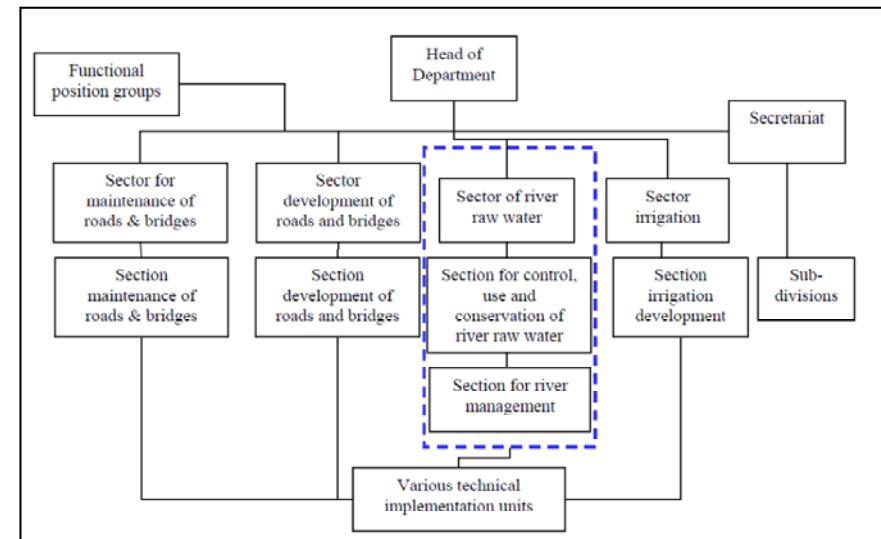 Functional
position groups
Head of
Department
Secretariat
Sector for
maintenance of
roads & bridges
Sector
development of
roads and bridges
Sector of river
raw water
Sector
irrigation
Section
maintenance of
roads & bridges
Section
development of
roads and bridges
Section for control,
use and
conservation of
river raw water
Section
irrigation
development
Sub-
divisions
Section for river
management
Various technical
implementation units